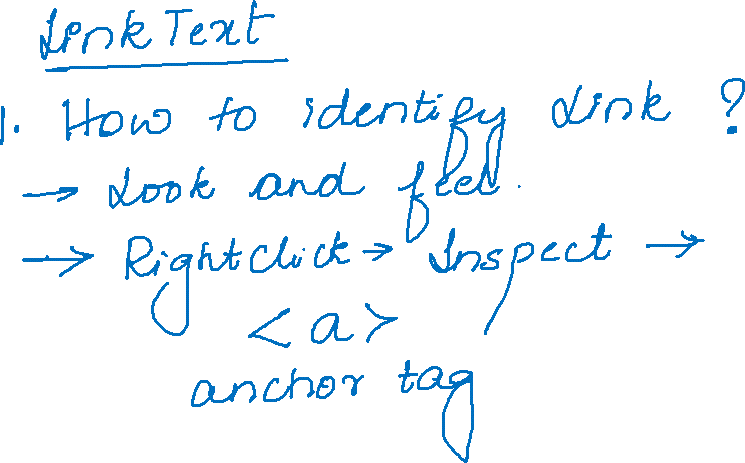 Link Text
1. How to identify Link ?
→ Look and feel.
→ Rightclick → Inspect →
<a>
anchor tag